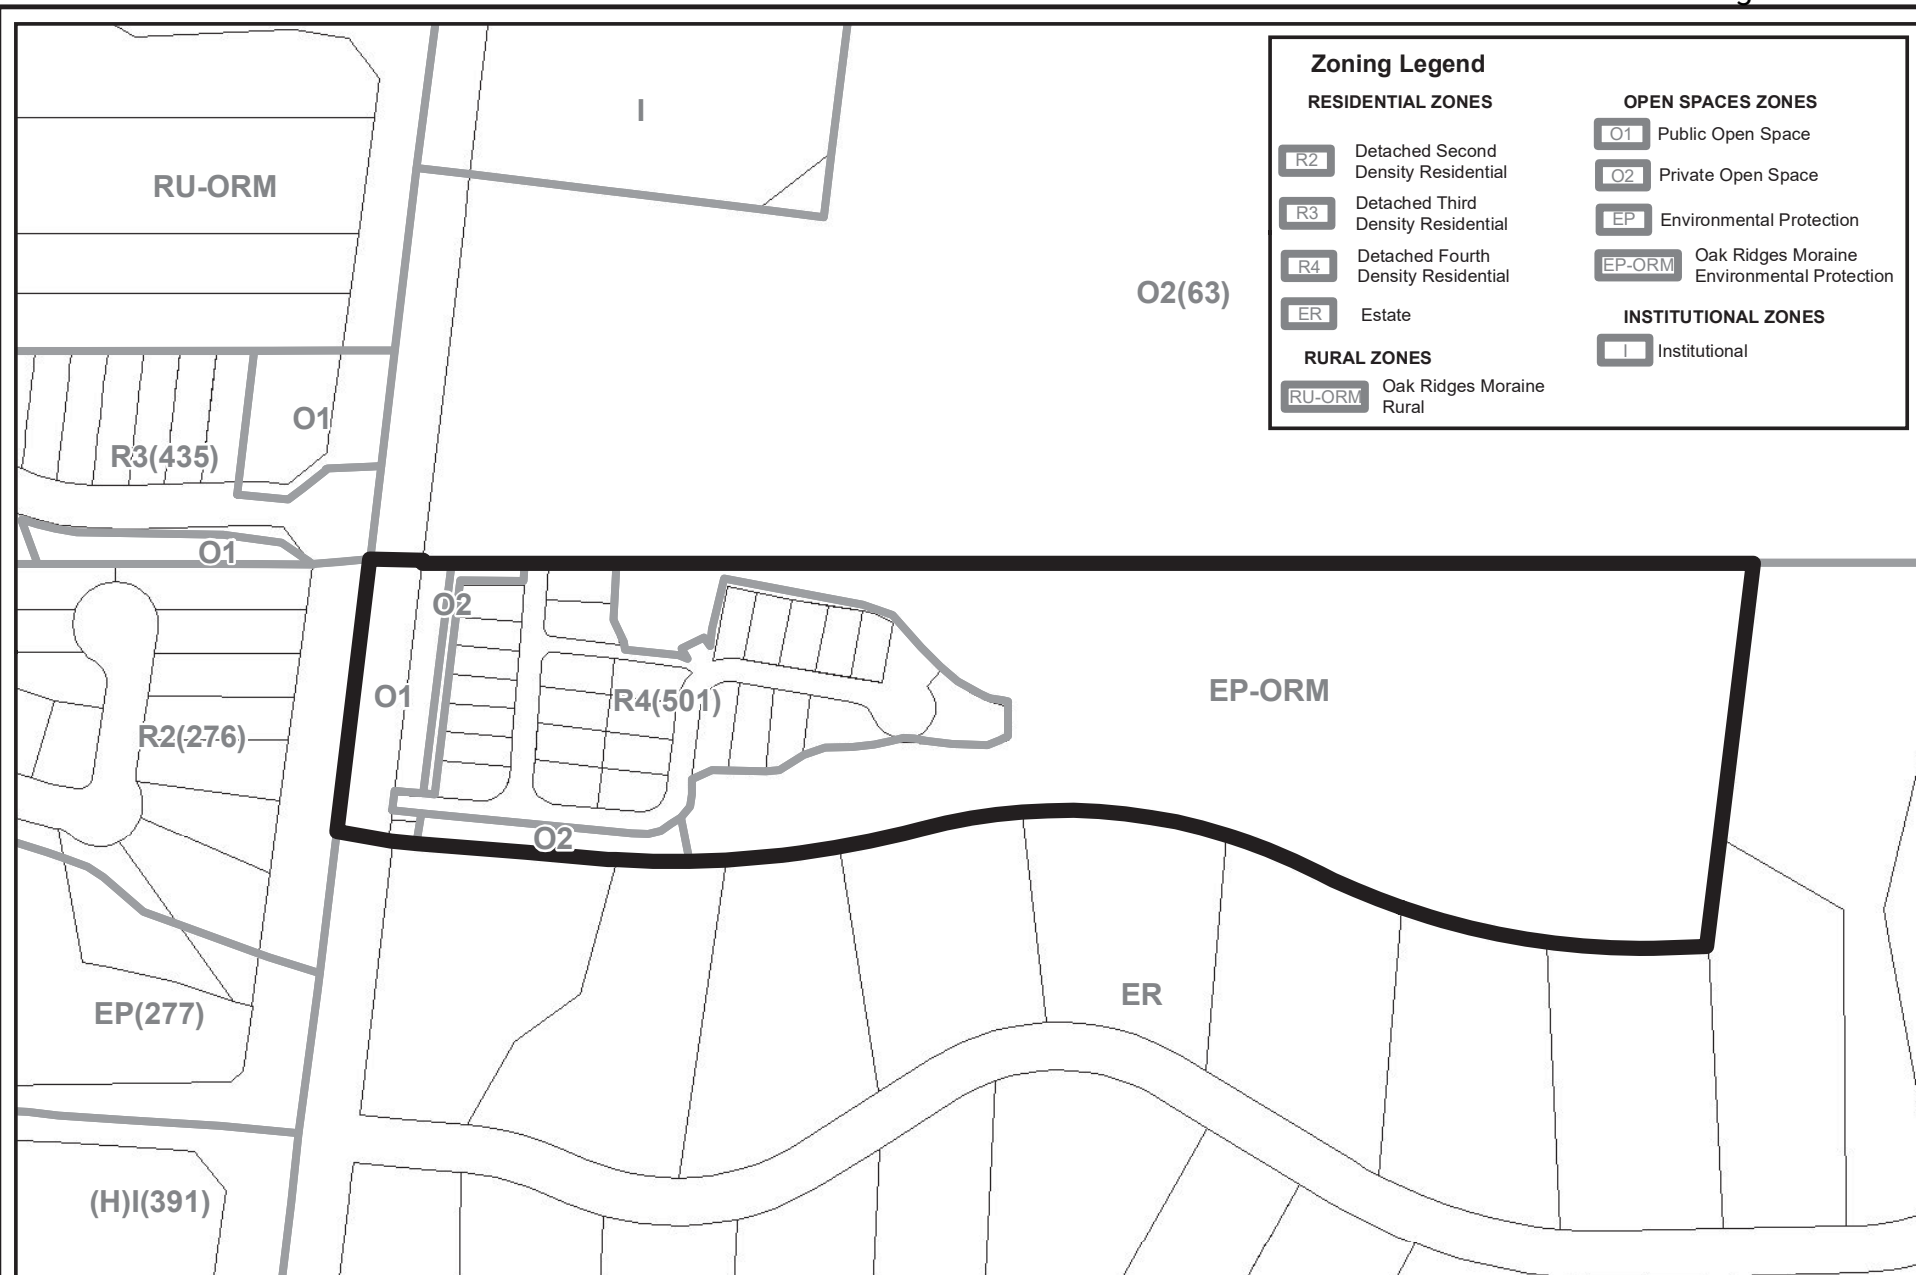 Zoning Legend
RESIDENTIAL ZONES
R2 Detached Second
Density Residential
R3 Detached Third
Density Residential
R4 Detached Fourth
Density Residential
ER Estate
RURAL ZONES
RU-ORM Oak Ridges Moraine
Rural
OPEN SPACES ZONES
O1 Public Open Space
O2 Private Open Space
EP Environmental Protection
EP-ORM Oak Ridges Moraine
Environmental Protection
INSTITUTIONAL ZONES
I Institutional
I
RU-ORM
O2(63)
O1
R3(435)
O1
O2
O1
R4(501)
EP-ORM
R2(276)
O2
ER
EP(277)
(H)I(391)